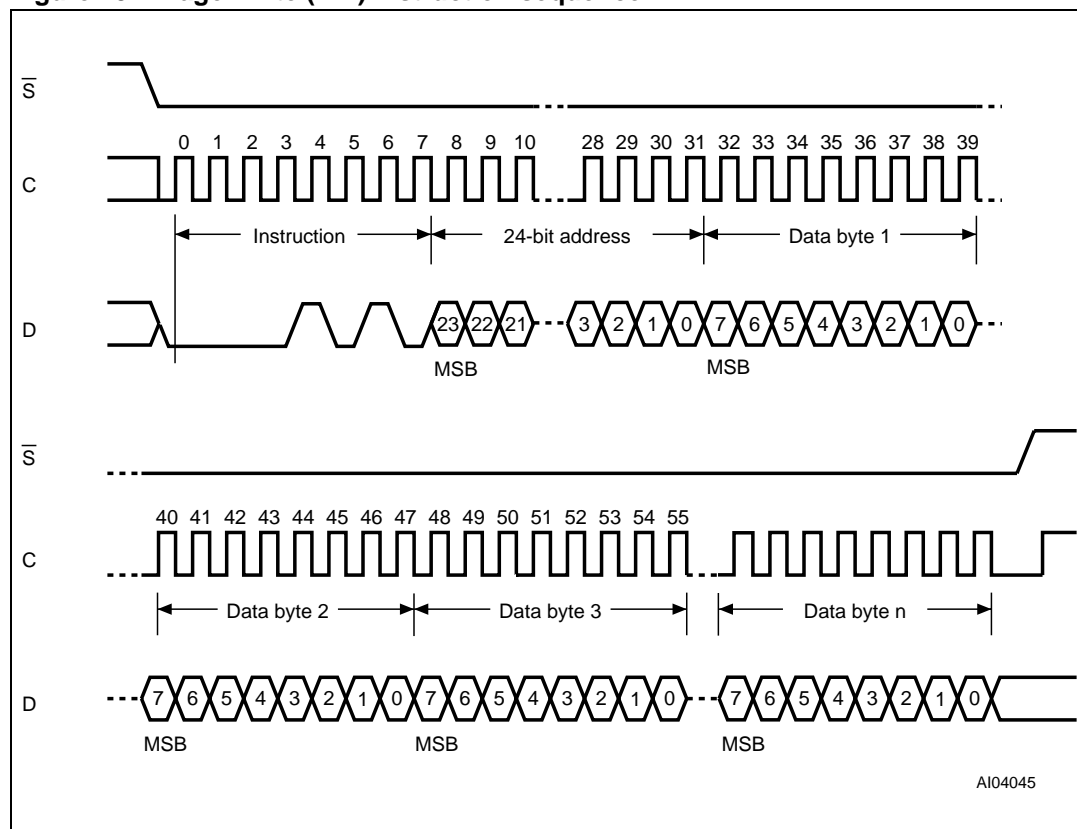 S
0 1 2 3 4 5 6 7 8 9 10 28 29 30 31 32 33 34 35 36 37 38 39
C
Instruction 24-bit address Data byte 1
D 23 22 21 3 2 1 0 7 6 5 4 3 2 1 0
MSB MSB
S
40 41 42 43 44 45 46 47 48 49 50 51 52 53 54 55
C
Data byte 2 Data byte 3 Data byte n
D 7 6 5 4 3 2 1 0 7 6 5 4 3 2 1 0 7 6 5 4 3 2 1 0
MSB MSB MSB
AI04045